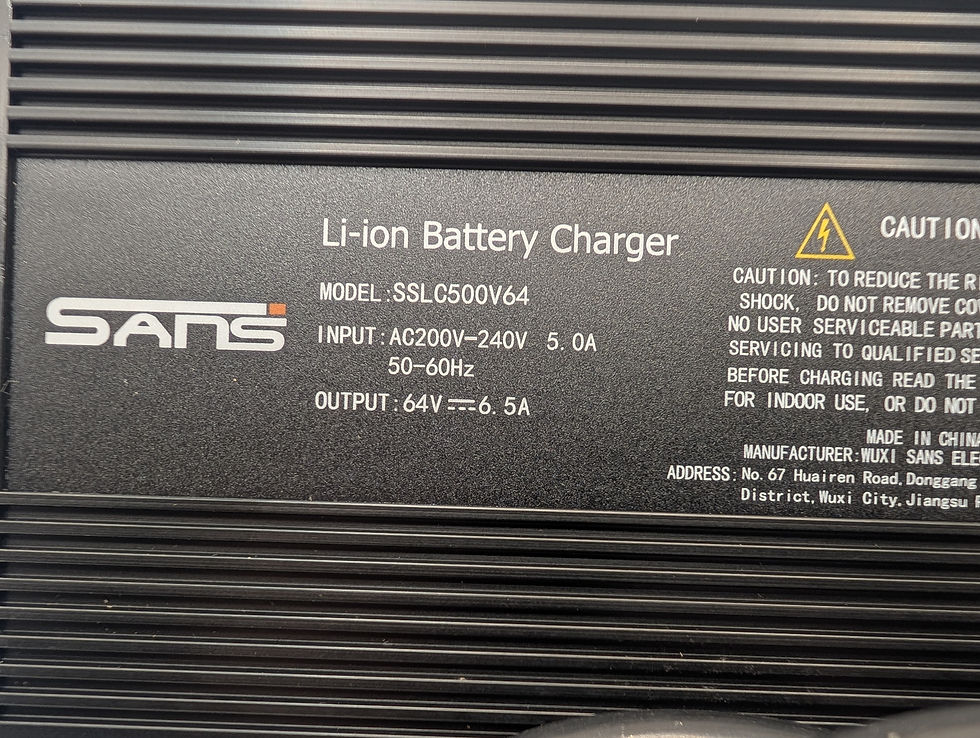 SANS
Li-ion Battery Charger
MODEL:SSLC500V64
INPUT:AC200V-240V 5.0A
50-60Hz
OUTPUT:64V⎓6.5A
CAUTION
CAUTION: TO REDUCE THE
SHOCK, DO NOT REMOVE
NO USER SERVICEABLE
SERVICING TO QUALIFIED
BEFORE CHARGING READ THE
FOR INDOOR USE, OR DO NOT
MADE IN CHINA
MANUFACTURER:WUXI SANS
ADDRESS:No.67 Huairen Road,Donggang
District,Wuxi City,Jiangsu